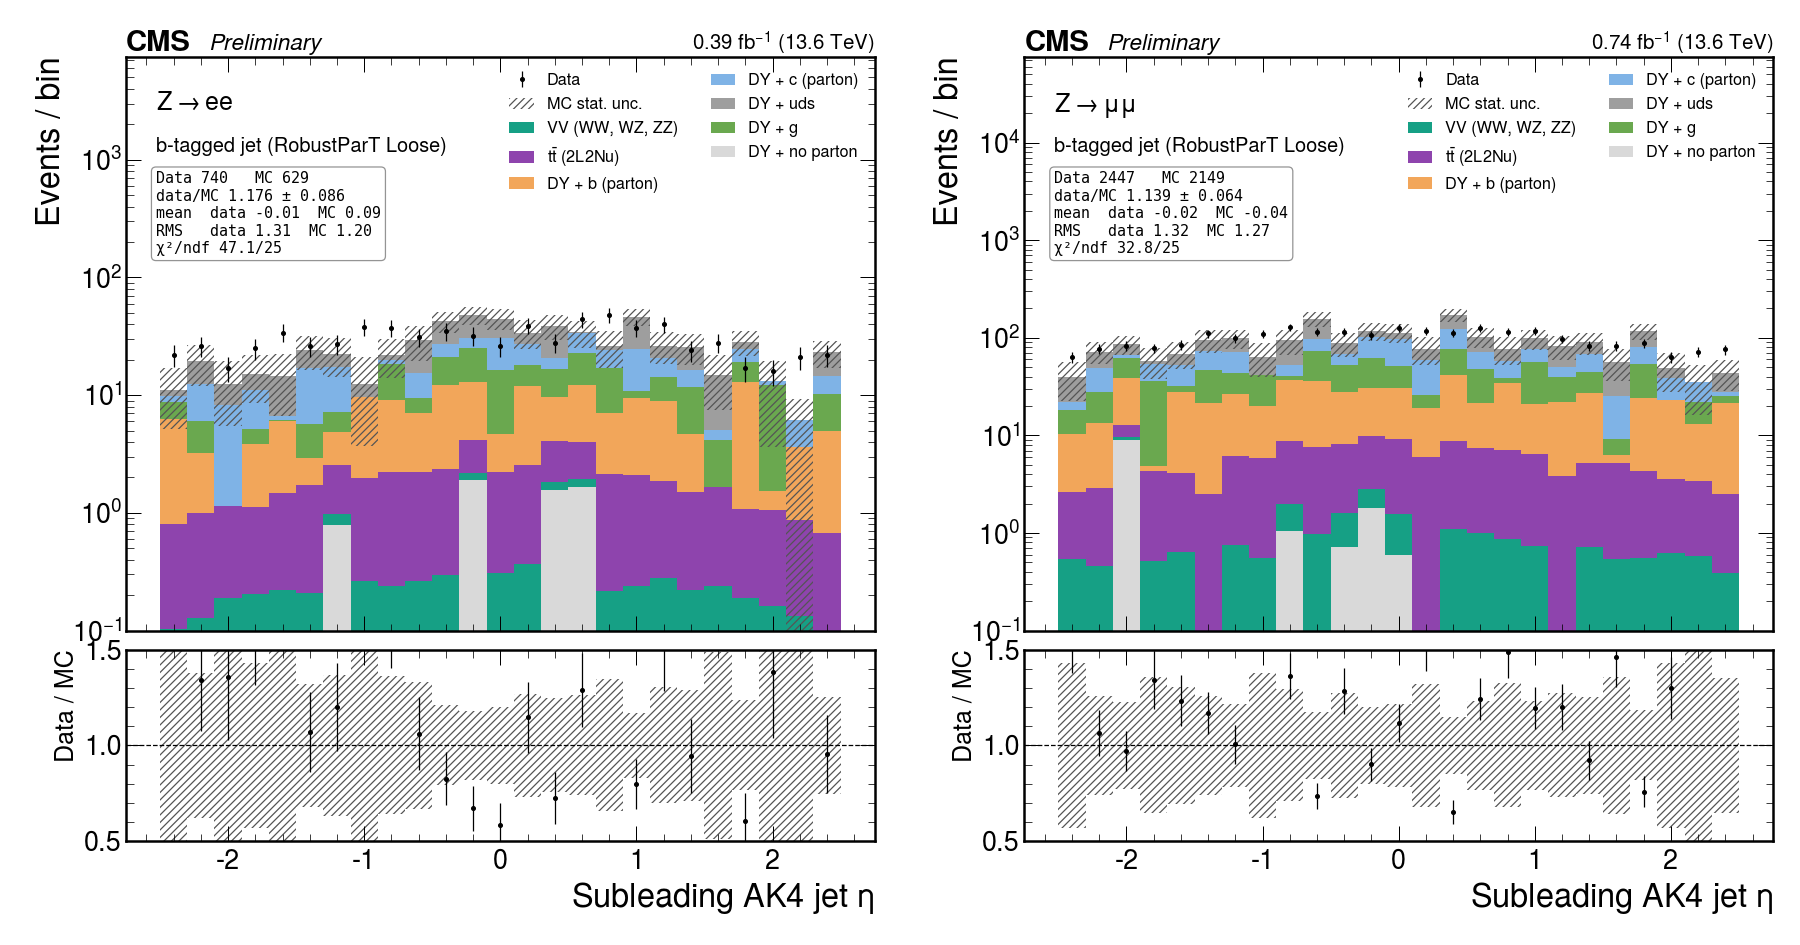 CMS Preliminary 0.39 fb⁻¹ (13.6 TeV)
Events / bin
Z → ee
b-tagged jet (RobustParT Loose)
Data 740 MC 629
data/MC 1.176 ± 0.086
mean data -0.01 MC 0.09
RMS data 1.31 MC 1.20
χ²/ndf 47.1/25
Data
MC stat. unc.
VV (WW, WZ, ZZ)
tt̄ (2L2Nu)
DY + b (parton)
DY + c (parton)
DY + uds
DY + g
DY + no parton
10³
10²
10¹
10⁰
10⁻¹
Data / MC
1.5
1.0
0.5
-2 -1 0 1 2
Subleading AK4 jet η
CMS Preliminary 0.74 fb⁻¹ (13.6 TeV)
Events / bin
Z → μμ
b-tagged jet (RobustParT Loose)
Data 2447 MC 2149
data/MC 1.139 ± 0.064
mean data -0.02 MC -0.04
RMS data 1.32 MC 1.27
χ²/ndf 32.8/25
Data
MC stat. unc.
VV (WW, WZ, ZZ)
tt̄ (2L2Nu)
DY + b (parton)
DY + c (parton)
DY + uds
DY + g
DY + no parton
10⁴
10³
10²
10¹
10⁰
10⁻¹
Data / MC
1.5
1.0
0.5
-2 -1 0 1 2
Subleading AK4 jet η